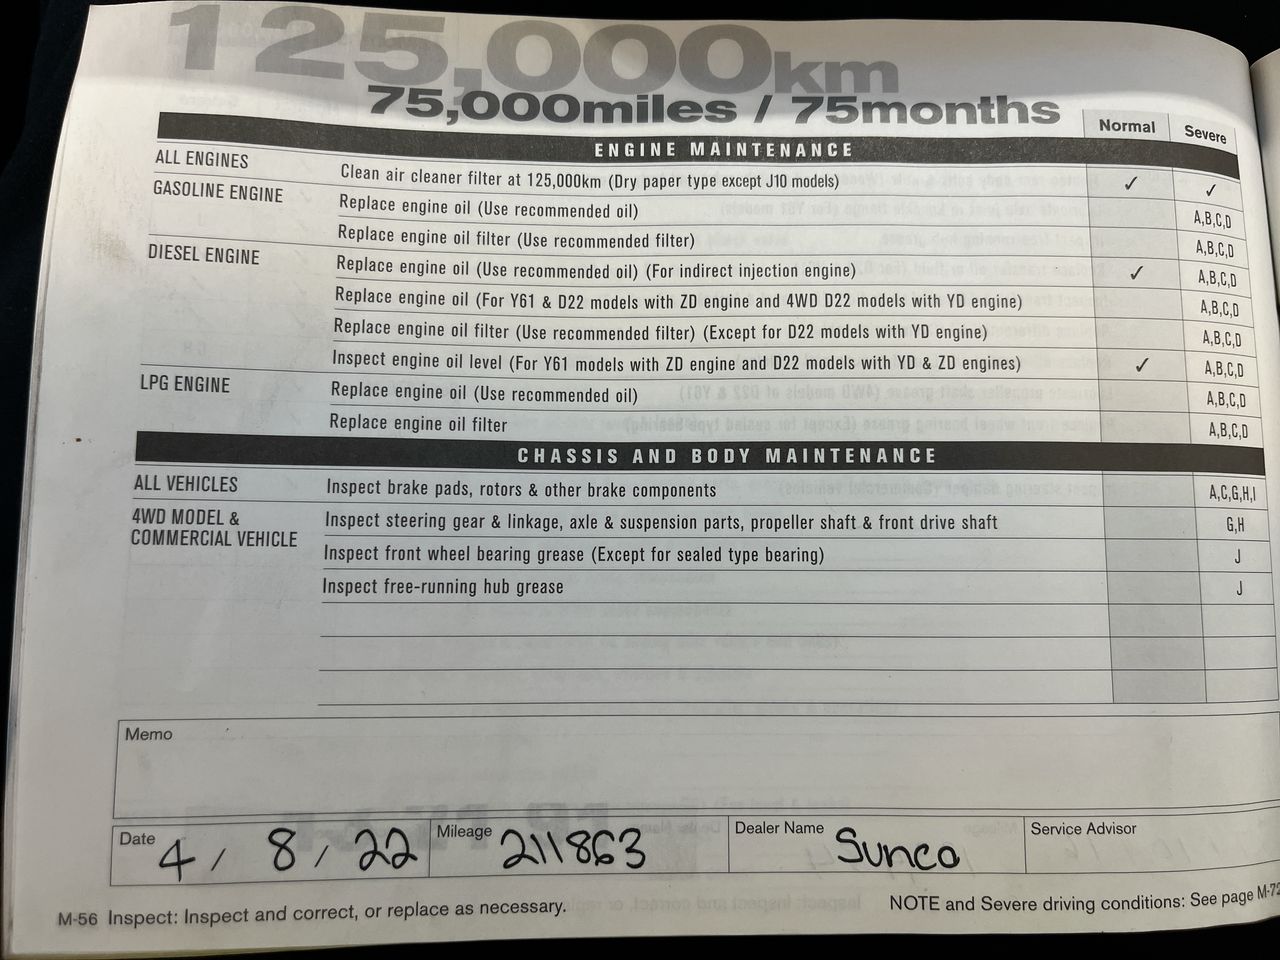 125,000km
75,000miles / 75months
Normal Severe
ENGINE MAINTENANCE
ALL ENGINES Clean air cleaner filter at 125,000km (Dry paper type except J10 models) ✓ ✓
GASOLINE ENGINE Replace engine oil (Use recommended oil) A,B,C,D
Replace engine oil filter (Use recommended filter) A,B,C,D
DIESEL ENGINE Replace engine oil (Use recommended oil) (For indirect injection engine) ✓ A,B,C,D
Replace engine oil (For Y61 & D22 models with ZD engine and 4WD D22 models with YD engine) A,B,C,D
Replace engine oil filter (Use recommended filter) (Except for D22 models with YD engine) A,B,C,D
Inspect engine oil level (For Y61 models with ZD engine and D22 models with YD & ZD engines) ✓ A,B,C,D
LPG ENGINE Replace engine oil (Use recommended oil) A,B,C,D
Replace engine oil filter A,B,C,D
CHASSIS AND BODY MAINTENANCE
ALL VEHICLES Inspect brake pads, rotors & other brake components A,C,G,H,I
4WD MODEL & COMMERCIAL VEHICLE Inspect steering gear & linkage, axle & suspension parts, propeller shaft & front drive shaft G,H
Inspect front wheel bearing grease (Except for sealed type bearing) J
Inspect free-running hub grease J
Memo
Date 4 / 8 / 22 Mileage 211863 Dealer Name Sunco Service Advisor
M-56 Inspect: Inspect and correct, or replace as necessary. NOTE and Severe driving conditions: See page M-72